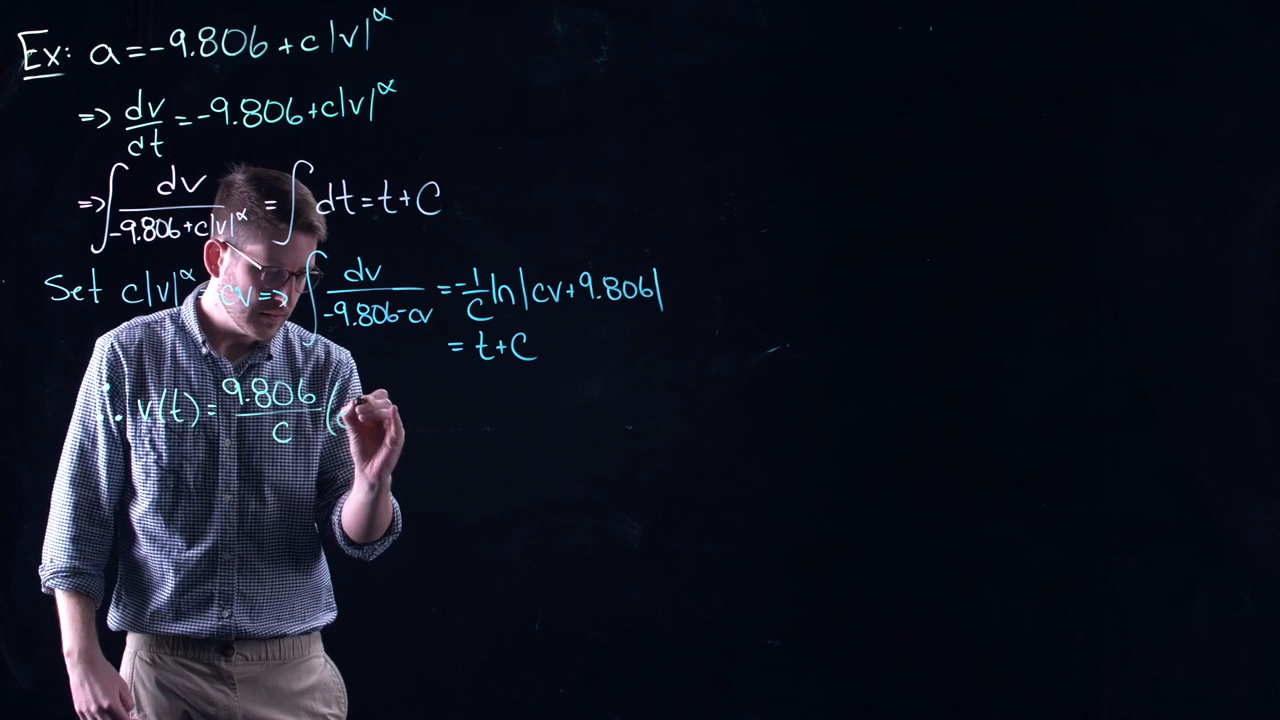 Ex: a = -9.806 + c|v|^α
=> dv/dt = -9.806 + c|v|^α
=> ∫ dv/(-9.806 + c|v|^α) = ∫ dt = t + C
Set c|v|^α = -cv => ∫ dv/(-9.806 - cv) = -1/c ln|cv + 9.806|
= t + C
∴ v(t) = 9.806/c (